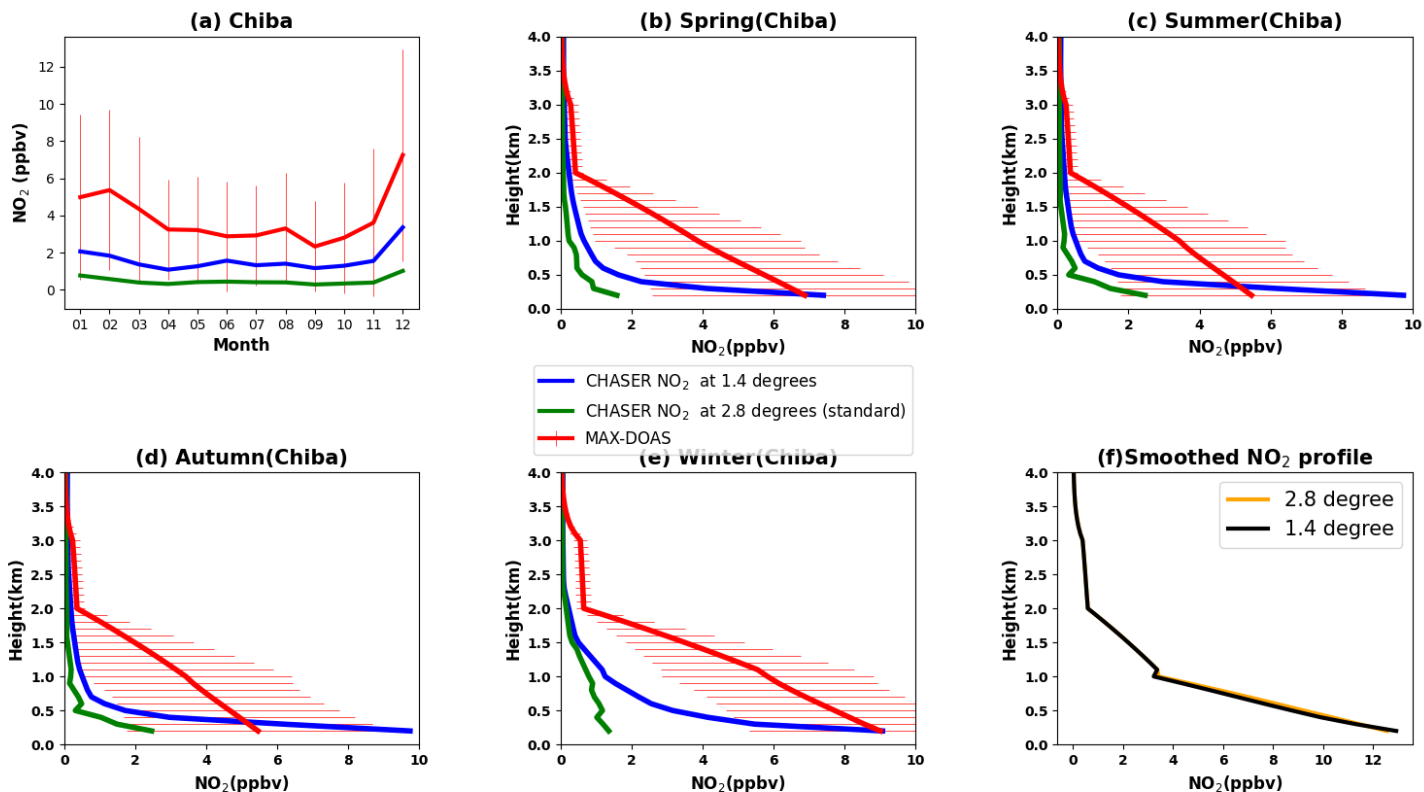 (a) Chiba
NO₂ (ppbv)
12
10
8
6
4
2
0
01 02 03 04 05 06 07 08 09 10 11 12
Month
(b) Spring(Chiba)
Height(km)
4.0
3.5
3.0
2.5
2.0
1.5
1.0
0.5
0.0
0 2 4 6 8 10
NO₂(ppbv)
(c) Summer(Chiba)
Height(km)
4.0
3.5
3.0
2.5
2.0
1.5
1.0
0.5
0.0
0 2 4 6 8 10
NO₂(ppbv)
CHASER NO₂ at 1.4 degrees
CHASER NO₂ at 2.8 degrees (standard)
MAX-DOAS
(d) Autumn(Chiba)
Height(km)
4.0
3.5
3.0
2.5
2.0
1.5
1.0
0.5
0.0
0 2 4 6 8 10
NO₂(ppbv)
(e) Winter(Chiba)
Height(km)
4.0
3.5
3.0
2.5
2.0
1.5
1.0
0.5
0.0
0 2 4 6 8 10
NO₂(ppbv)
(f)Smoothed NO₂ profile
2.8 degree
1.4 degree
Height(km)
4.0
3.5
3.0
2.5
2.0
1.5
1.0
0.5
0.0
0 2 4 6 8 10 12
NO₂(ppbv)